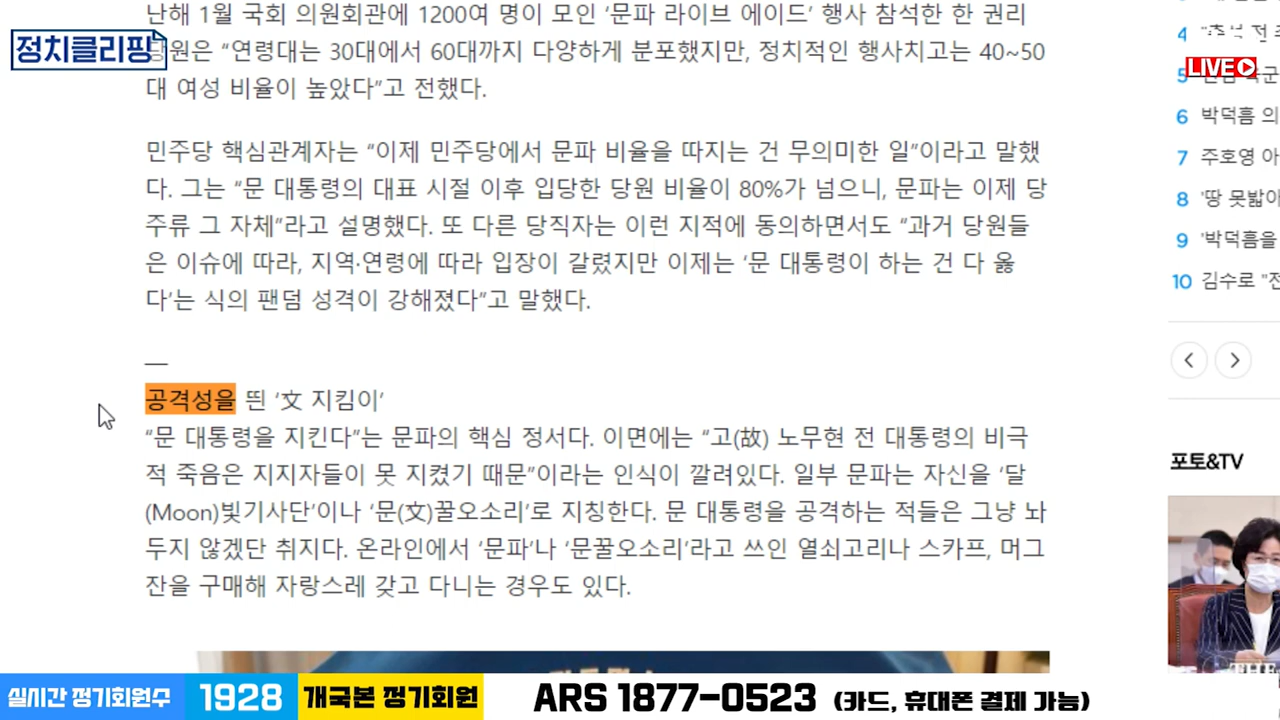 난해 1월 국회 의원회관에 1200여 명이 모인 ‘문파 라이브 에이드’ 행사 참석한 한 권리
정치클리핑
당원은 “연령대는 30대에서 60대까지 다양하게 분포했지만, 정치적인 행사치고는 40~50
대 여성 비율이 높았다”고 전했다.
민주당 핵심관계자는 “이제 민주당에서 문파 비율을 따지는 건 무의미한 일”이라고 말했
다. 그는 “문 대통령의 대표 시절 이후 입당한 당원 비율이 80%가 넘으니, 문파는 이제 당
주류 그 자체”라고 설명했다. 또 다른 당직자는 이런 지적에 동의하면서도 “과거 당원들
은 이슈에 따라, 지역·연령에 따라 입장이 갈렸지만 이제는 ‘문 대통령이 하는 건 다 옳
다’는 식의 팬덤 성격이 강해졌다”고 말했다.
—
공격성을 띈 ‘文 지킴이’
“문 대통령을 지킨다”는 문파의 핵심 정서다. 이면에는 “고(故) 노무현 전 대통령의 비극
적 죽음은 지지자들이 못 지켰기 때문”이라는 인식이 깔려있다. 일부 문파는 자신을 ‘달
(Moon)빛기사단’이나 ‘문(文)꿀오소리’로 지칭한다. 문 대통령을 공격하는 적들은 그냥 놔
두지 않겠단 취지다. 온라인에서 ‘문파’나 ‘문꿀오소리’라고 쓰인 열쇠고리나 스카프, 머그
잔을 구매해 자랑스레 갖고 다니는 경우도 있다.
4
LIVE
5
6 박덕흠 의
7 주호영 아
8 '땅 못밟아
9 '박덕흠을
10 김수로 "전
포토&TV
실시간 정기회원수 1928 개국본 정기회원 ARS 1877-0523 (카드, 휴대폰 결제 가능)